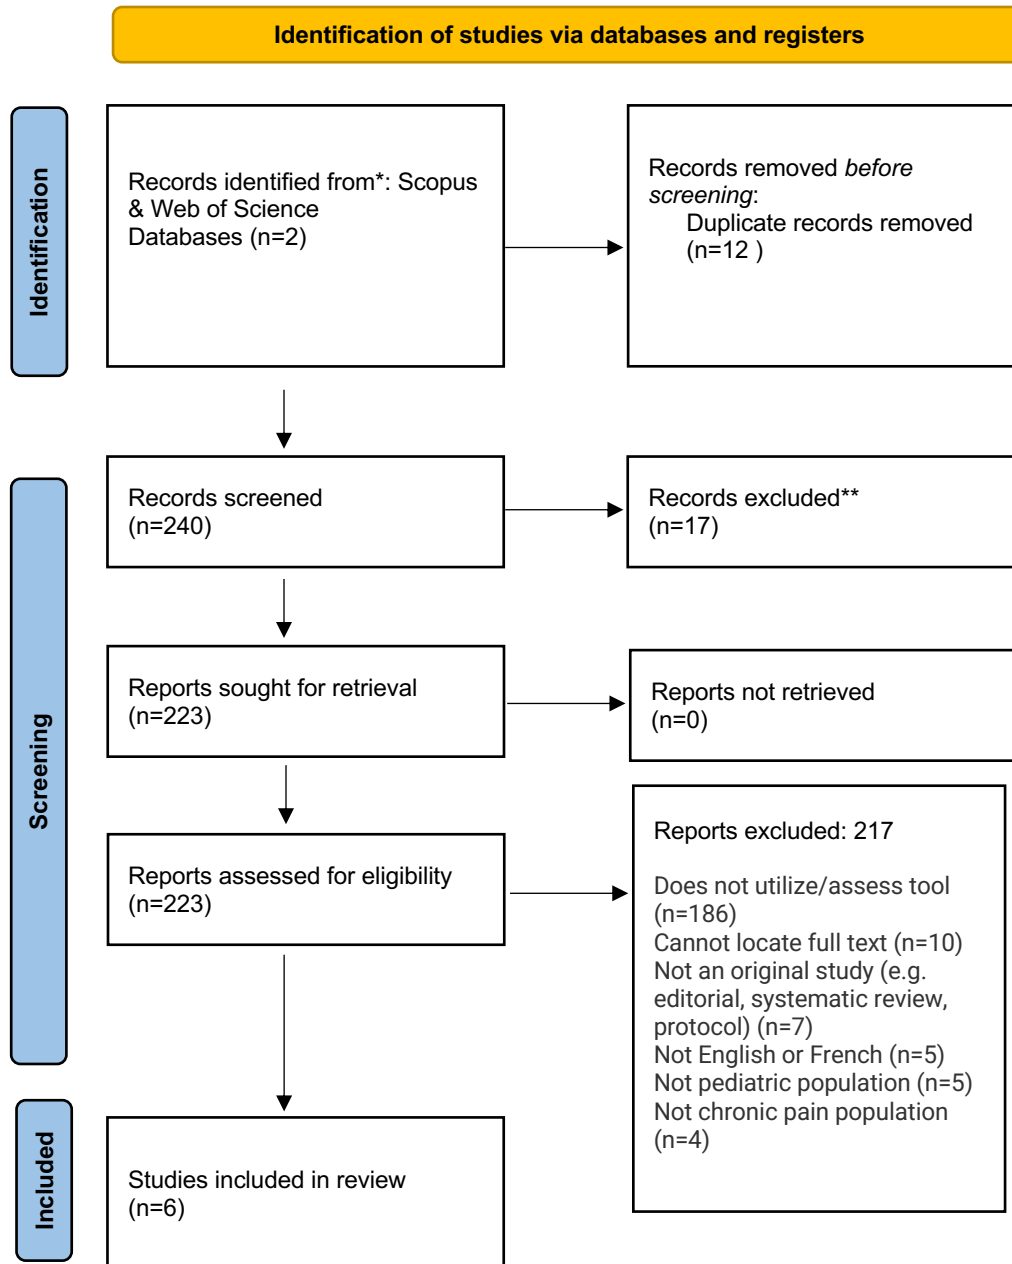 Identification of studies via databases and registers
Identification
Records identified from*: Scopus
& Web of Science
Databases (n=2)
Records removed before
screening:
Duplicate records removed
(n=12 )
Screening
Records screened
(n=240)
Records excluded**
(n=17)
Reports sought for retrieval
(n=223)
Reports not retrieved
(n=0)
Reports assessed for eligibility
(n=223)
Reports excluded: 217
Does not utilize/assess tool
(n=186)
Cannot locate full text (n=10)
Not an original study (e.g.
editorial, systematic review,
protocol) (n=7)
Not English or French (n=5)
Not pediatric population (n=5)
Not chronic pain population
(n=4)
Included
Studies included in review
(n=6)